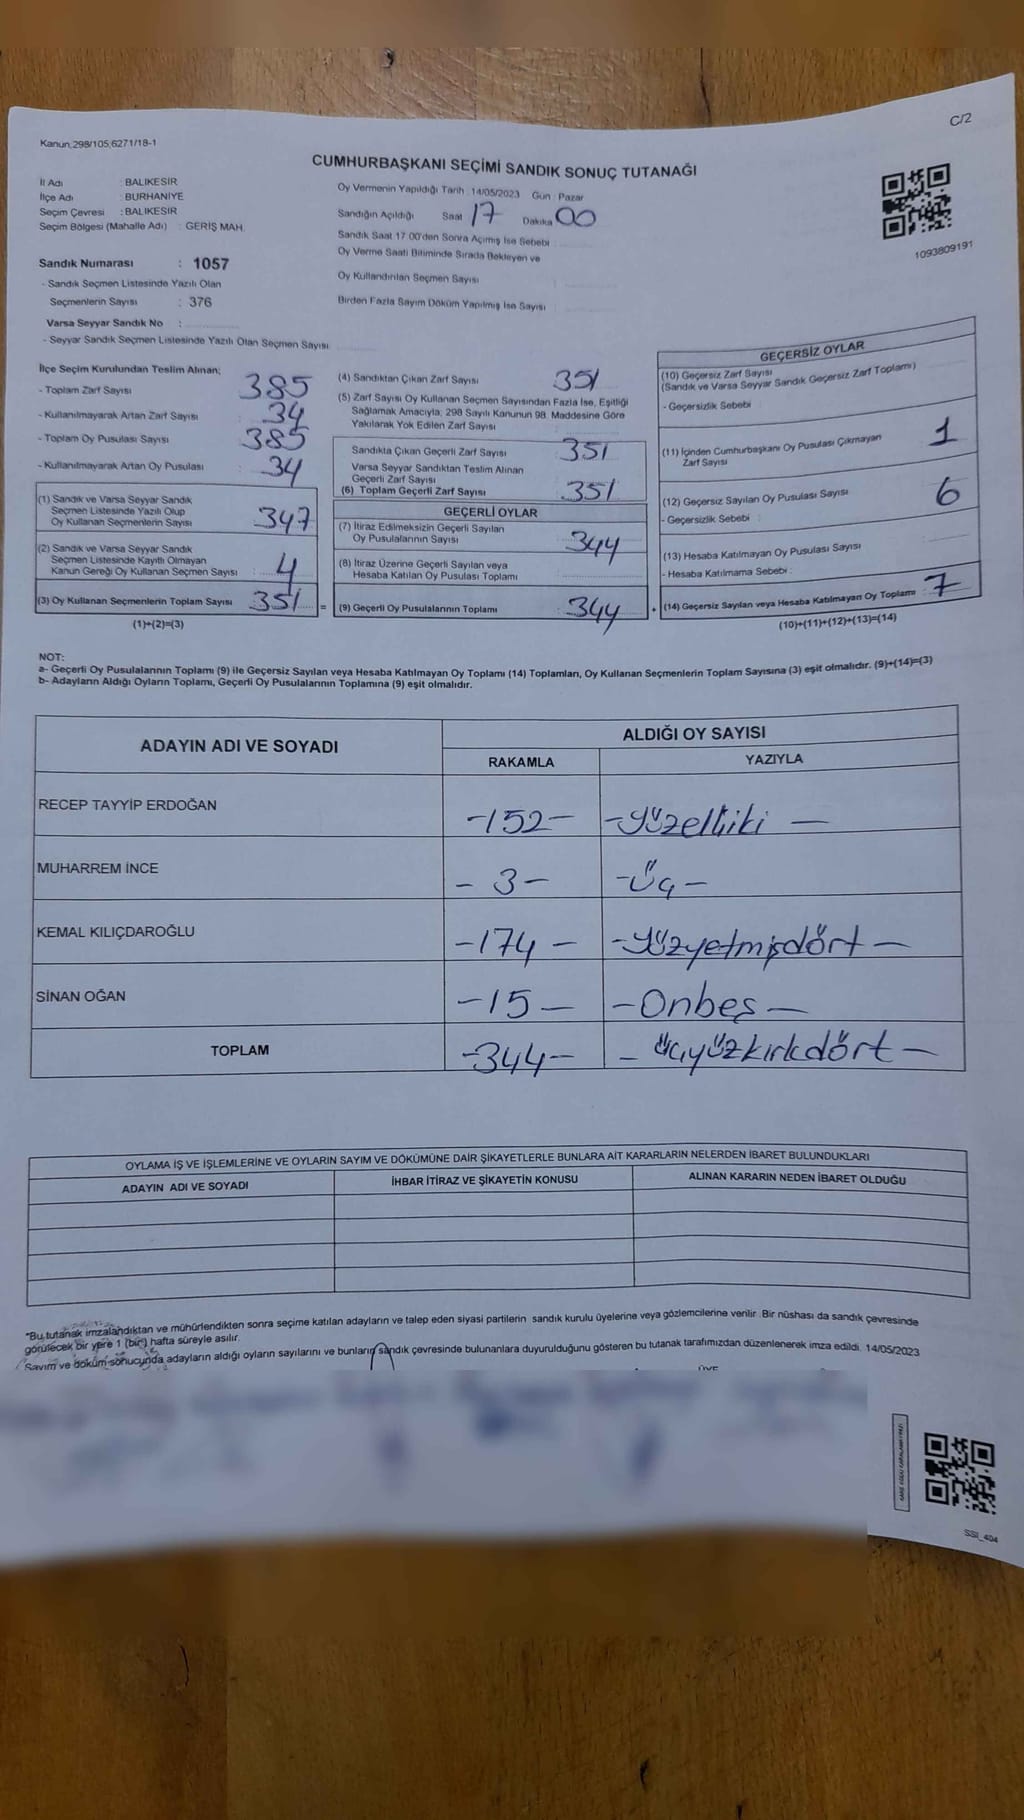 C/2
Kanun,298/105,6271/18-1
CUMHURBAŞKANI SEÇİMİ SANDIK SONUÇ TUTANAĞI
İl Adı : BALIKESİR
İlçe Adı : BURHANİYE
Seçim Çevresi : BALIKESİR
Seçim Bölgesi (Mahalle Adı) : GERİŞ MAH.
Oy Vermenin Yapıldığı Tarih 14/05/2023 Gün : Pazar
Sandığın Açıldığı Saat 17 Dakika 00
Sandık Saat 17 00'den Sonra Açımış İse Sebebi
Oy Verme Saati Bitiminde Sırada Bekleyen ve
Oy Kullandırılan Seçmen Sayısı
Birden Fazla Sayım Döküm Yapılmış İse Sayısı
1093809191
Sandık Numarası : 1057
- Sandık Seçmen Listesinde Yazılı Olan
Seçmenlerin Sayısı : 376
Varsa Seyyar Sandık No :
- Seyyar Sandık Seçmen Listesinde Yazılı Olan Seçmen Sayısı
İlçe Seçim Kurulundan Teslim Alınan;
- Toplam Zarf Sayısı 385
- Kullanılmayarak Artan Zarf Sayısı : 34
- Toplam Oy Pusulası Sayısı 385
- Kullanılmayarak Artan Oy Pusulası : 34
(1) Sandık ve Varsa Seyyar Sandık
Seçmen Listesinde Yazılı Olup
Oy Kullanan Seçmenlerin Sayısı 347
(2) Sandık ve Varsa Seyyar Sandık
Seçmen Listesinde Kayıtlı Olmayan
Kanun Gereği Oy Kullanan Seçmen Sayısı : 4
(3) Oy Kullanan Seçmenlerin Toplam Sayısı 351 =
(1)+(2)=(3)
(4) Sandıktan Çıkan Zarf Sayısı 351
(5) Zarf Sayısı Oy Kullanan Seçmen Sayısından Fazla İse, Eşitliği
Sağlamak Amacıyla, 298 Sayılı Kanunun 98. Maddesine Göre
Yakılarak Yok Edilen Zarf Sayısı
Sandıkta Çıkan Geçerli Zarf Sayısı 351
Varsa Seyyar Sandıktan Teslim Alınan
Geçerli Zarf Sayısı
(6) Toplam Geçerli Zarf Sayısı 351
GEÇERLİ OYLAR
(7) İtiraz Edilmeksizin Geçerli Sayılan
Oy Pusulalarının Sayısı 344
(8) İtiraz Üzerine Geçerli Sayılan veya
Hesaba Katılan Oy Pusulası Toplamı
(9) Geçerli Oy Pusulalarının Toplamı : 344 +
GEÇERSİZ OYLAR
(10) Geçersiz Zarf Sayısı
(Sandık ve Varsa Seyyar Sandık Geçersiz Zarf Toplamı)
- Geçersizlik Sebebi
(11) İçinden Cumhurbaşkanı Oy Pusulası Çıkmayan
Zarf Sayısı 1
(12) Geçersiz Sayılan Oy Pusulası Sayısı 6
- Geçersizlik Sebebi :
(13) Hesaba Katılmayan Oy Pusulası Sayısı
- Hesaba Katılmama Sebebi :
(14) Geçersiz Sayılan veya Hesaba Katılmayan Oy Toplamı : 7
(10)+(11)+(12)+(13)=(14)
NOT:
a- Geçerli Oy Pusulalarının Toplamı (9) ile Geçersiz Sayılan veya Hesaba Katılmayan Oy Toplamı (14) Toplamları, Oy Kullanan Seçmenlerin Toplam Sayısına (3) eşit olmalıdır. (9)+(14)=(3)
b- Adayların Aldığı Oyların Toplamı, Geçerli Oy Pusulalarının Toplamına (9) eşit olmalıdır.
ADAYIN ADI VE SOYADI ALDIĞI OY SAYISI
RAKAMLA YAZIYLA
RECEP TAYYİP ERDOĞAN -152- -Yüzelliiki -
MUHARREM İNCE - 3 - -Üç-
KEMAL KILIÇDAROĞLU -174 - -Yüzyetmişdört -
SİNAN OĞAN -15 - -Onbeş-
TOPLAM -344- - üçyüzkırkdört -
OYLAMA İŞ VE İŞLEMLERİNE VE OYLARIN SAYIM VE DÖKÜMÜNE DAİR ŞİKAYETLERLE BUNLARA AİT KARARLARIN NELERDEN İBARET BULUNDUKLARI
ADAYIN ADI VE SOYADI İHBAR İTİRAZ VE ŞİKAYETİN KONUSU ALINAN KARARIN NEDEN İBARET OLDUĞU
*Bu tutanak imzalandıktan ve mühürlendikten sonra seçime katılan adayların ve talep eden siyasi partilerin sandık kurulu üyelerine veya gözlemcilerine verilir. Bir nüshası da sandık çevresinde
görülecek bir yere 1 (bir) hafta süreyle asılır.
Sayım ve döküm sonucunda adayların aldığı oyların sayılarını ve bunların sandık çevresinde bulunanlara duyurulduğunu gösteren bu tutanak tarafımızdan düzenlenerek imza edildi. 14/05/2023
ÜYE
SSI_404